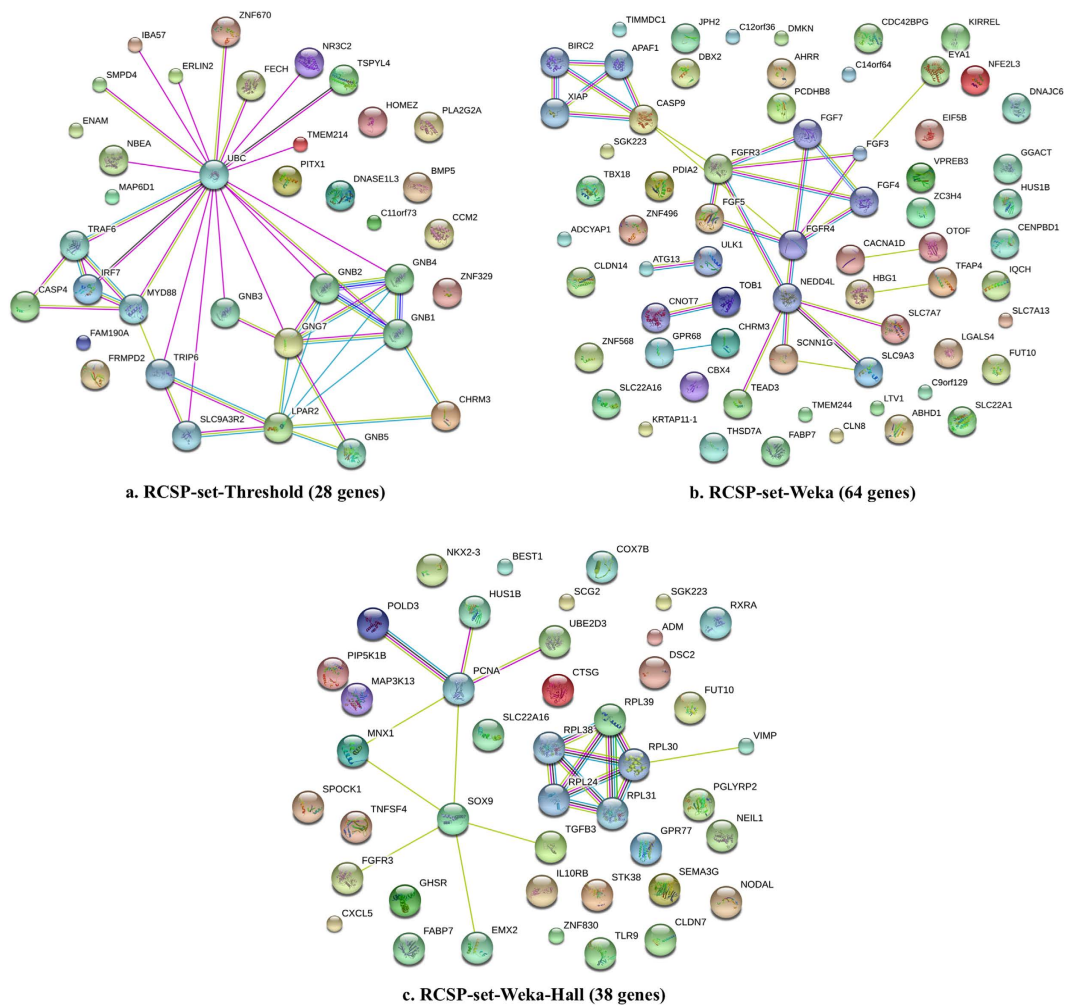 ZNF670
IBA57
NR3C2
ERLIN2
TSPYL4
SMPD4
FECH
HOMEZ
PLA2G2A
ENAM
TMEM214
NBEA
UBC
PITX1
BMP5
MAP6D1
DNASE1L3
C11orf73
TRAF6
CCM2
GNB4
IRF7
GNB2
ZNF329
CASP4
MYD88
GNB3
GNB1
GNG7
FAM190A
FRMPD2
TRIP6
CHRM3
SLC9A3R2
LPAR2
GNB5
a. RCSP-set-Threshold (28 genes)
TIMMDC1
JPH2
C12orf36
DMKN
CDC42BPG
KIRREL
BIRC2
APAF1
DBX2
AHRR
C14orf64
EYA1
NFE2L3
XIAP
CASP9
PCDHB8
DNAJC6
SGK223
FGFR3
FGF7
FGF3
EIF5B
TBX18
PDIA2
VPREB3
GGACT
FGF4
HUS1B
FGF5
ZC3H4
ZNF496
ADCYAP1
FGFR4
CENPBD1
ATG13
ULK1
CACNA1D
OTOF
CLDN14
HBG1
TFAP4
IQCH
CNOT7
TOB1
NEDD4L
SLC7A7
SLC7A13
ZNF568
GPR68
CHRM3
SCNN1G
SLC9A3
LGALS4
FUT10
SLC22A16
CBX4
TEAD3
C9orf129
TMEM244
LTV1
KRTAP11-1
CLN8
ABHD1
SLC22A1
THSD7A
FABP7
b. RCSP-set-Weka (64 genes)
NKX2-3
BEST1
COX7B
HUS1B
SCG2
SGK223
POLD3
RXRA
UBE2D3
ADM
PIP5K1B
PCNA
DSC2
MAP3K13
CTSG
FUT10
SLC22A16
RPL39
MNX1
RPL38
RPL30
VIMP
RPL24
RPL31
SPOCK1
PGLYRP2
TNFSF4
SOX9
NEIL1
TGFB3
GPR77
FGFR3
IL10RB
STK38
SEMA3G
NODAL
GHSR
CXCL5
ZNF830
CLDN7
FABP7
EMX2
TLR9
c. RCSP-set-Weka-Hall (38 genes)